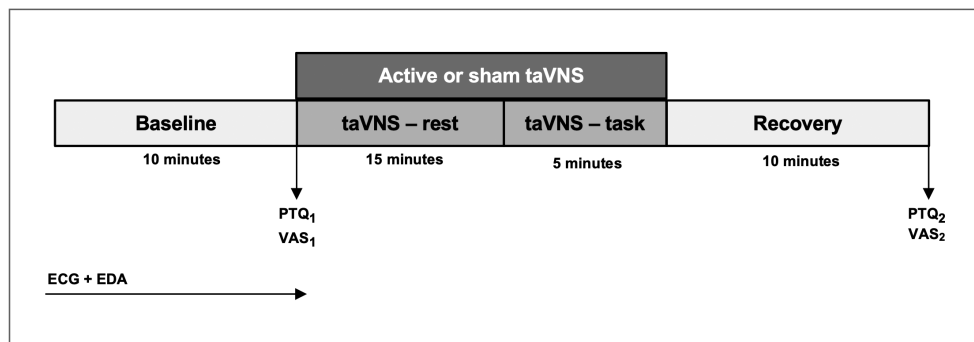 Active or sham taVNS
Baseline
taVNS – rest
taVNS – task
Recovery
10 minutes
15 minutes
5 minutes
10 minutes
PTQ₁
VAS₁
PTQ₂
VAS₂
ECG + EDA